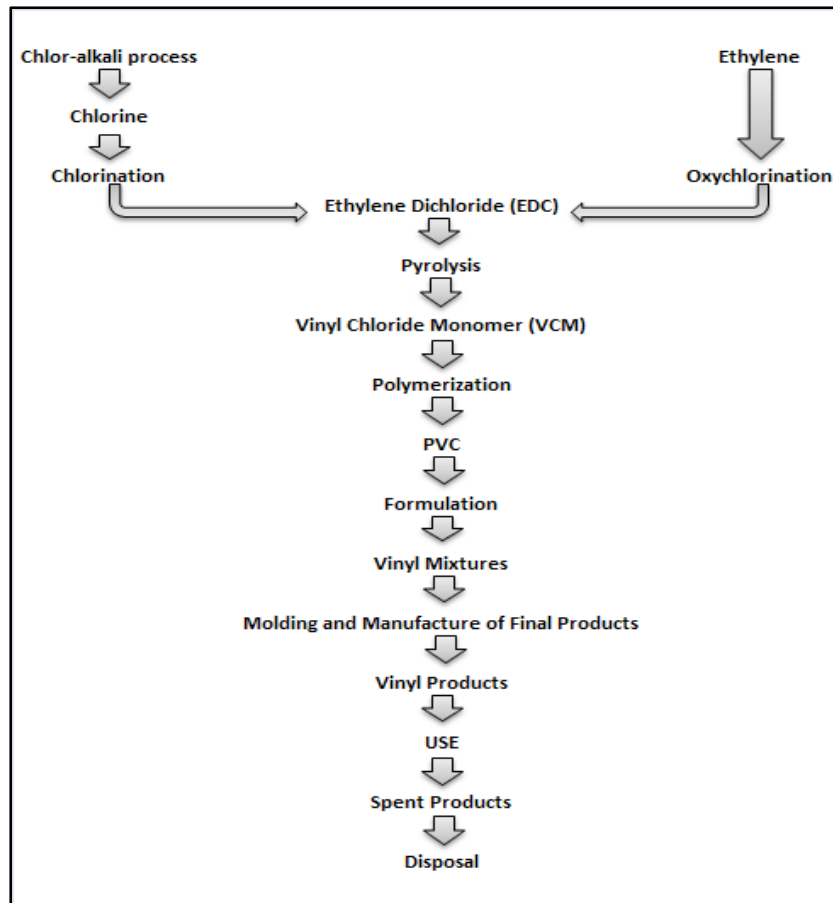 Chlor-alkali process
Ethylene
Chlorine
Chlorination
Oxychlorination
Ethylene Dichloride (EDC)
Pyrolysis
Vinyl Chloride Monomer (VCM)
Polymerization
PVC
Formulation
Vinyl Mixtures
Molding and Manufacture of Final Products
Vinyl Products
USE
Spent Products
Disposal